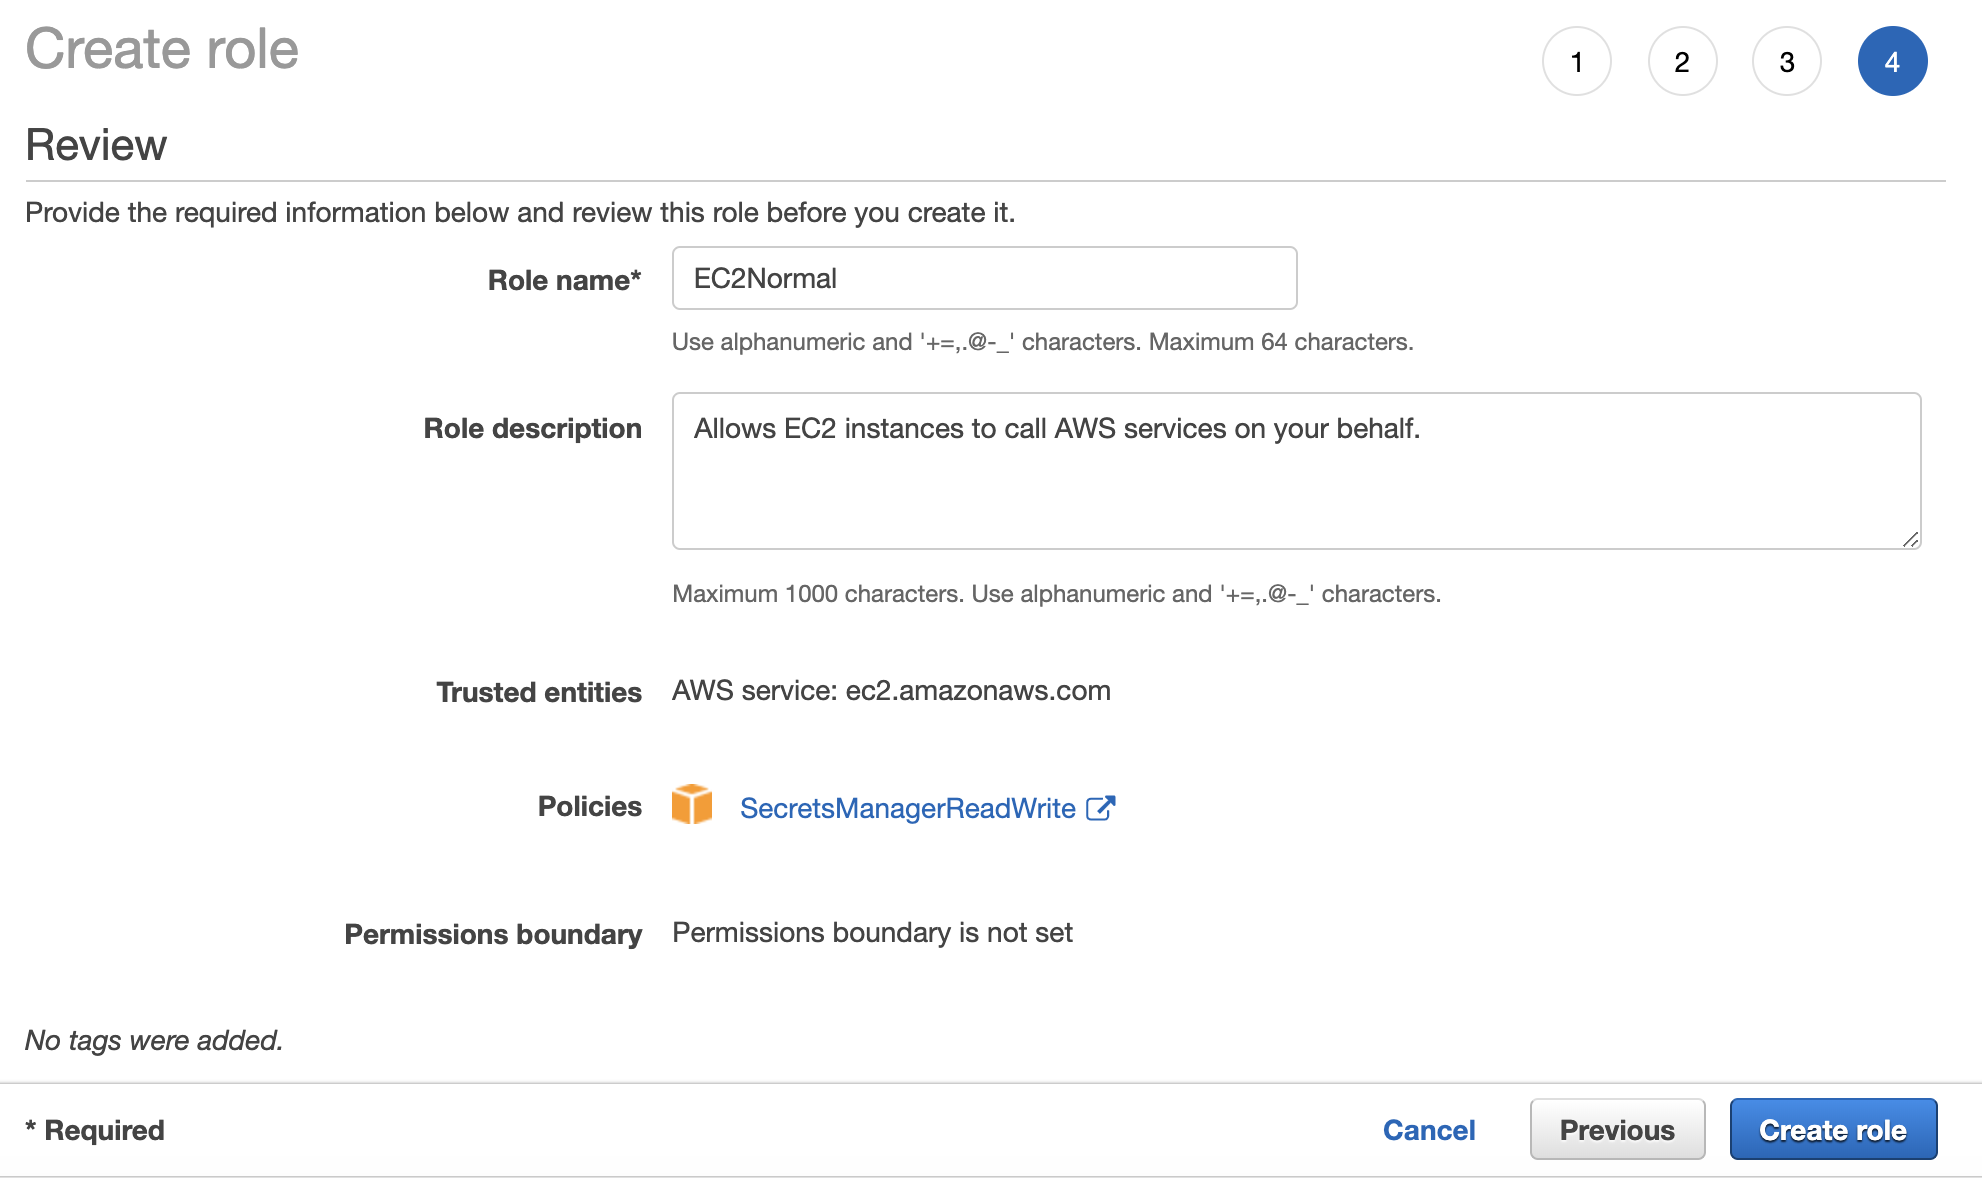 Create role
1 2 3 4
Review
Provide the required information below and review this role before you create it.
Role name* EC2Normal
Use alphanumeric and '+=,.@-_' characters. Maximum 64 characters.
Role description Allows EC2 instances to call AWS services on your behalf.
Maximum 1000 characters. Use alphanumeric and '+=,.@-_' characters.
Trusted entities AWS service: ec2.amazonaws.com
Policies SecretsManagerReadWrite
Permissions boundary Permissions boundary is not set
No tags were added.
* Required Cancel Previous Create role